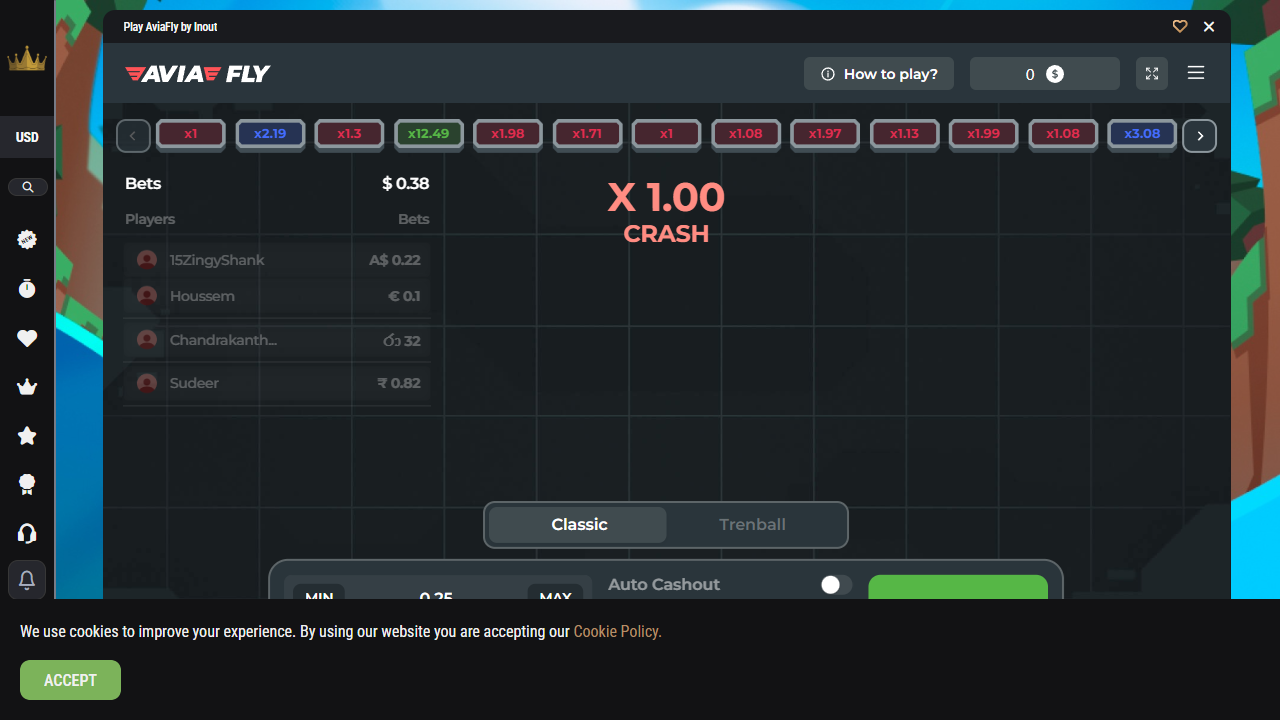 Play AviaFly by Inout
AVIA FLY
How to play?
0 $
USD
x1 x2.19 x1.3 x12.49 x1.98 x1.71 x1 x1.08 x1.97 x1.13 x1.99 x1.08 x3.08
Bets $ 0.38
Players Bets
15ZingyShank A$ 0.22
Houssem € 0.1
Chandrakanth... රු 32
Sudeer ₹ 0.82
X 1.00
CRASH
NEW
Classic Trenball
MIN 0.25 MAX
Auto Cashout
We use cookies to improve your experience. By using our website you are accepting our Cookie Policy.
ACCEPT